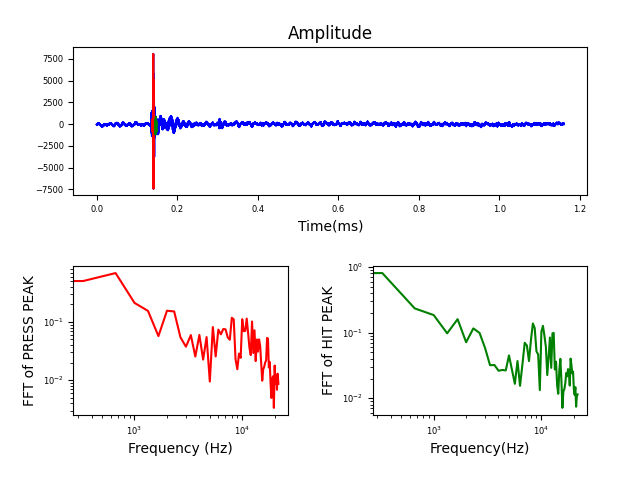 Amplitude
7500
5000
2500
0
−2500
−5000
−7500
0.0 0.2 0.4 0.6 0.8 1.0 1.2
Time(ms)
FFT of PRESS PEAK
10⁻¹
10⁻²
10³ 10⁴
Frequency (Hz)
FFT of HIT PEAK
10⁰
10⁻¹
10⁻²
10³ 10⁴
Frequency(Hz)